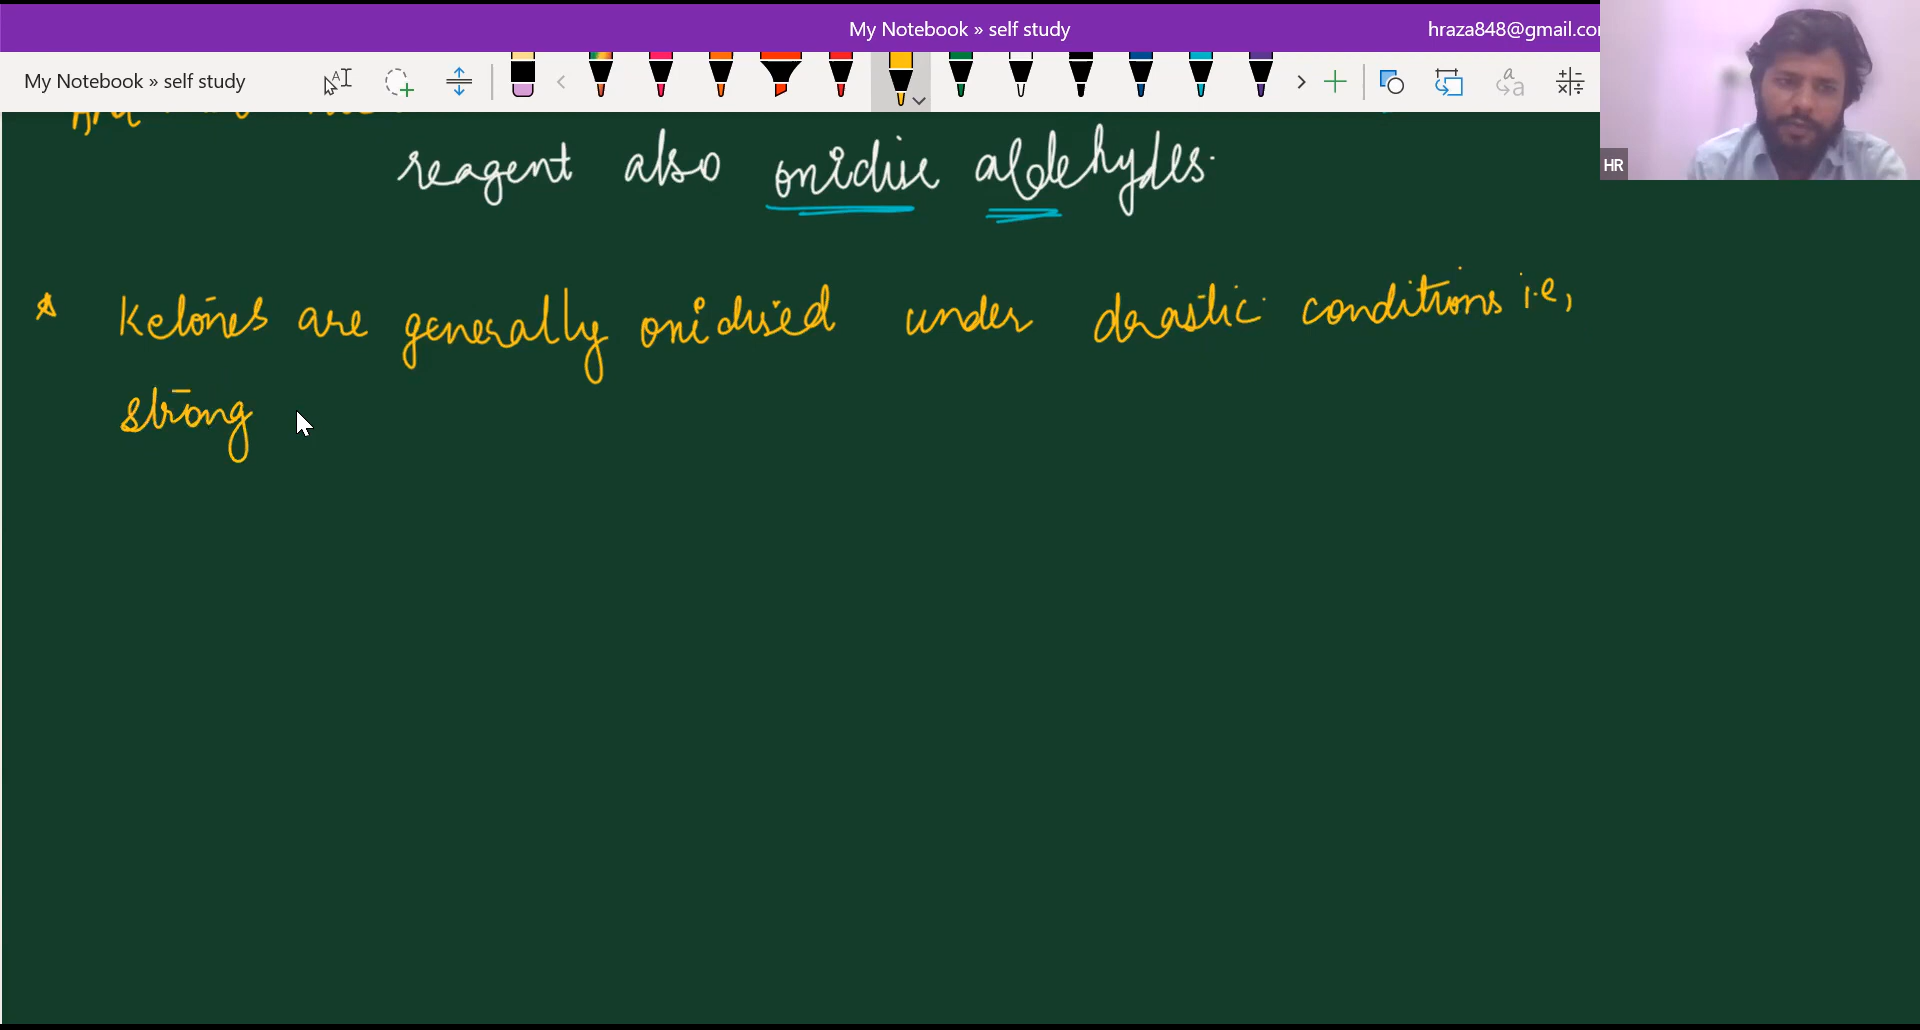 My Notebook » self study
hraza848@gmail.co
My Notebook » self study
HR
reagent also oxidise aldehydes.
* Ketones are generally oxidised under drastic conditions i.e,
strong